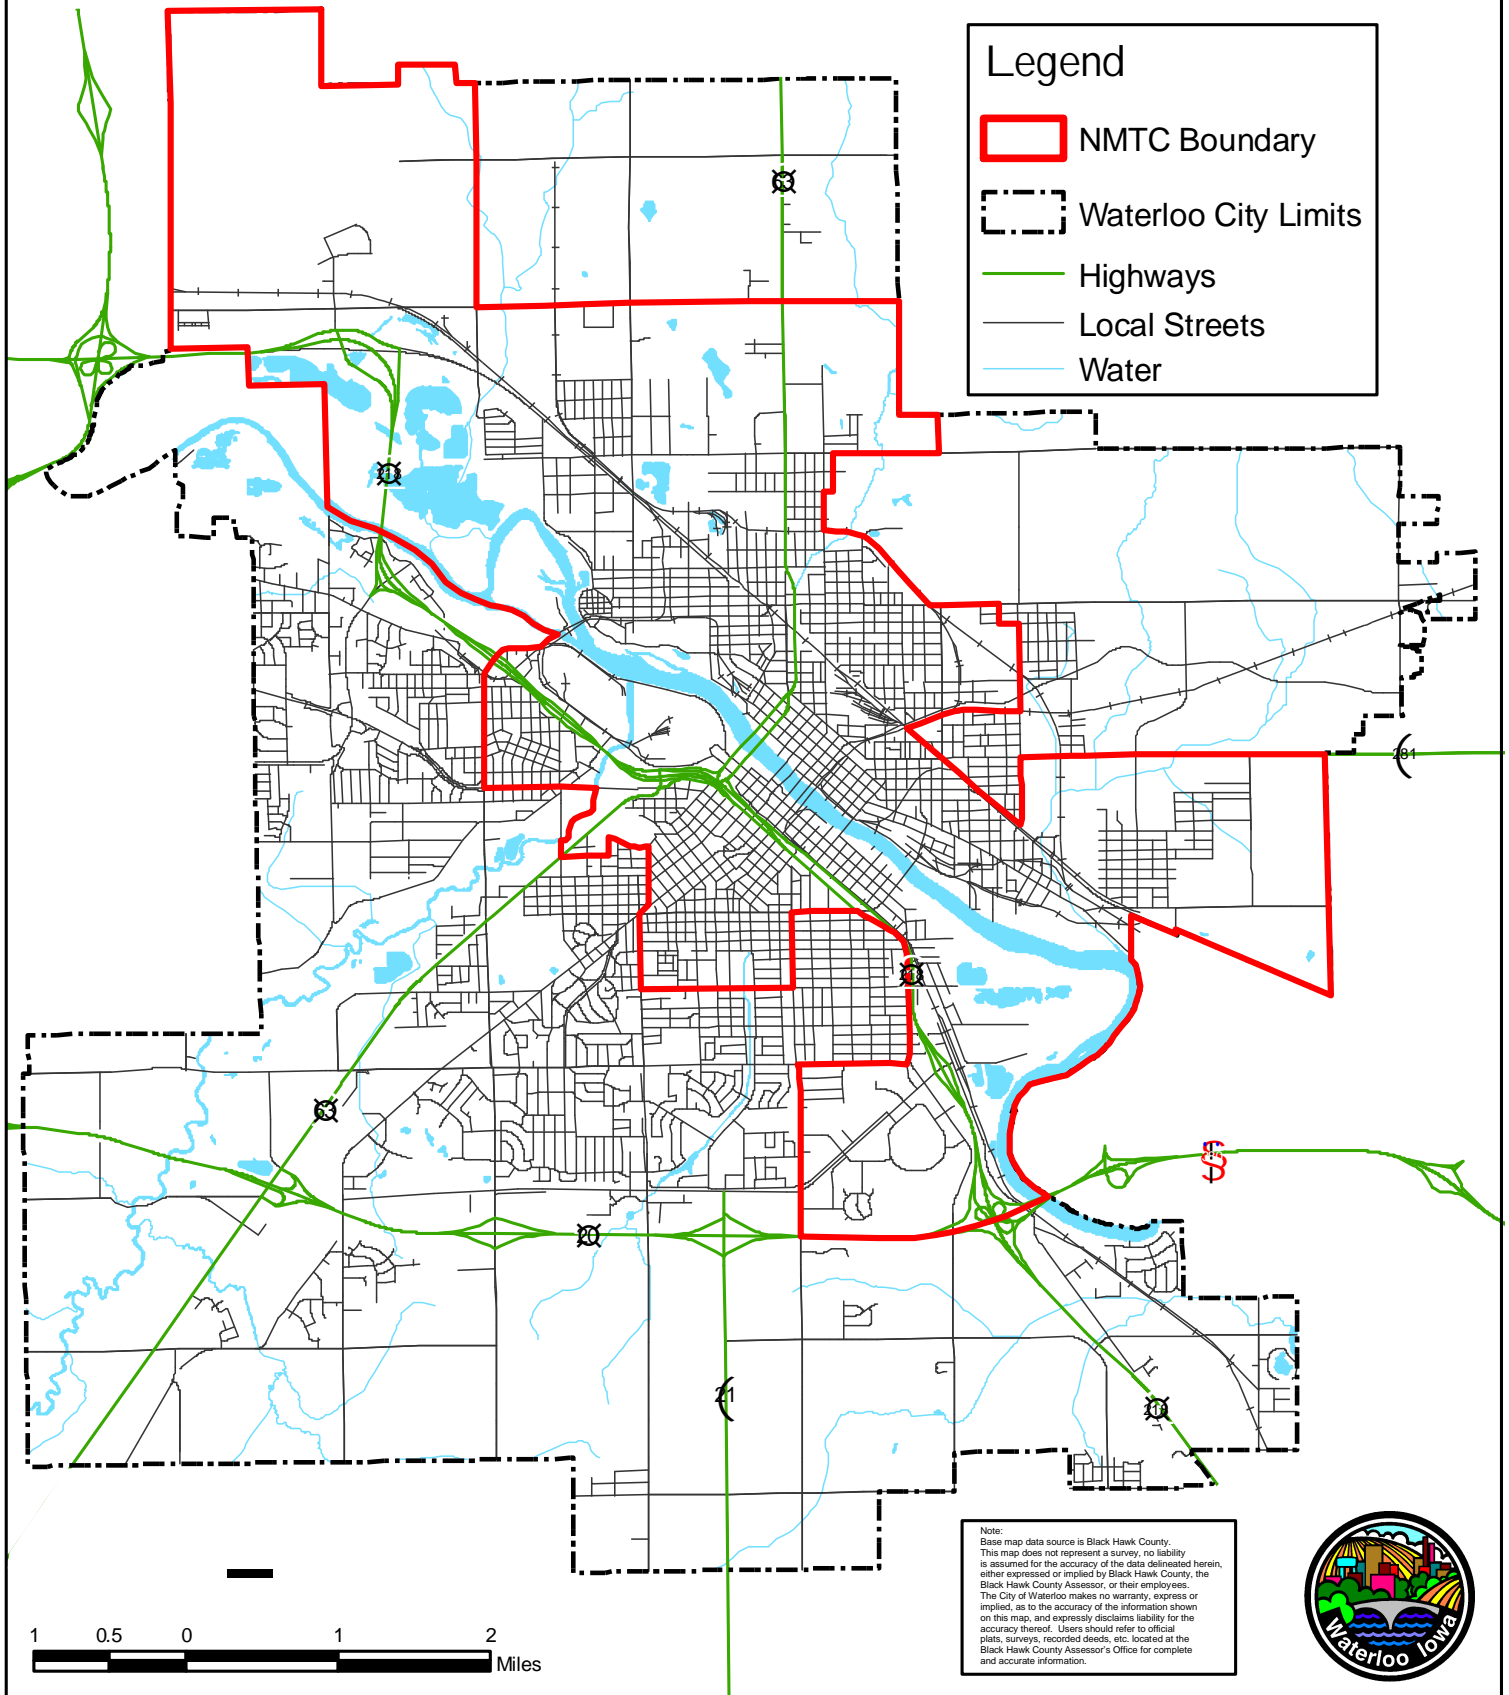 Legend
NMTC Boundary
Waterloo City Limits
Highways
Local Streets
Water
63
218
281
63
20
21
218
Note:
Base map data source is Black Hawk County.
This map does not represent a survey, no liability
is assumed for the accuracy of the data delineated herein,
either expressed or implied by Black Hawk County, the
Black Hawk County Assessor, or their employees.
The City of Waterloo makes no warranty, express or
implied, as to the accuracy of the information shown
on this map, and expressly disclaims liability for the
accuracy thereof. Users should refer to official
plats, surveys, recorded deeds, etc. located at the
Black Hawk County Assessor's Office for complete
and accurate information.
1 0.5 0 1 2
Miles
Waterloo Iowa